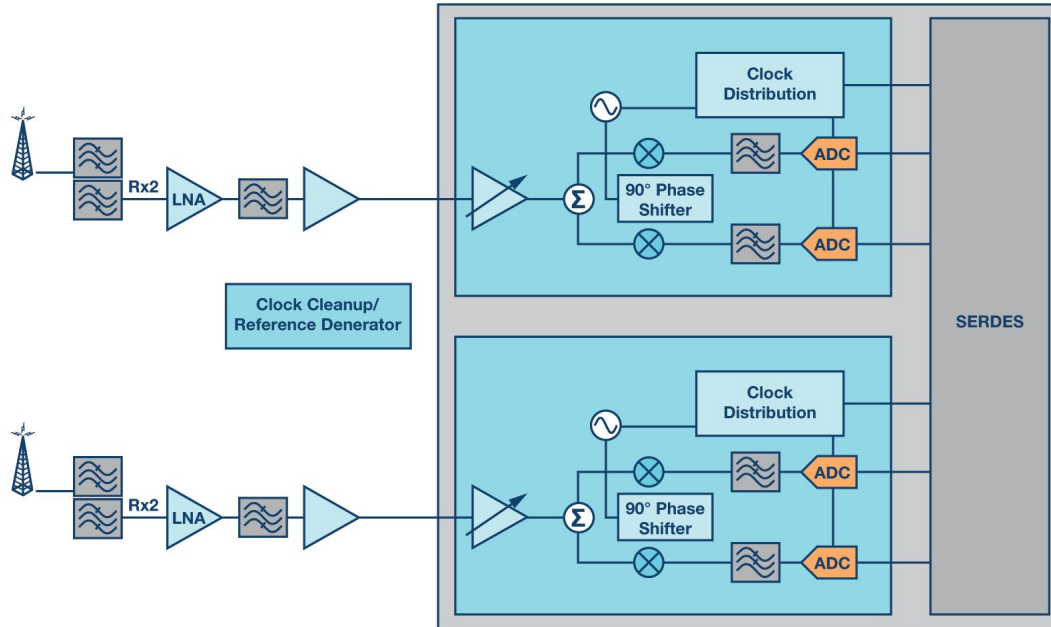 Clock
Distribution
Rx2
LNA
Σ
90° Phase
Shifter
ADC
ADC
Clock Cleanup/
Reference Denerator
SERDES
Clock
Distribution
Rx2
LNA
Σ
90° Phase
Shifter
ADC
ADC